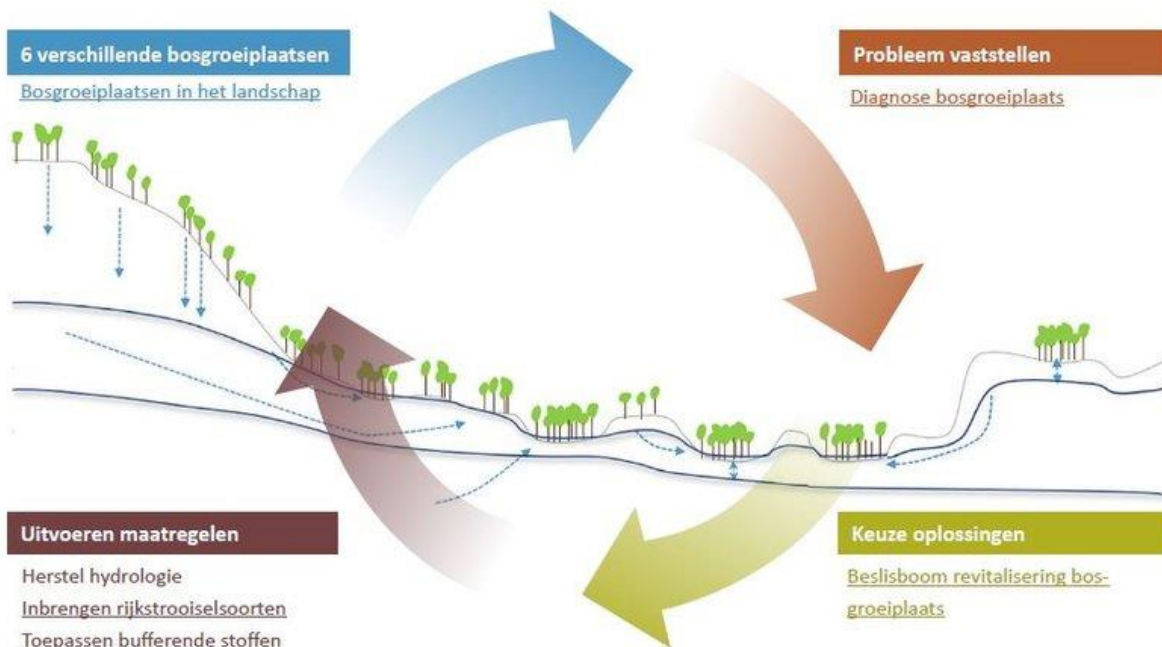 6 verschillende bosgroeiplaatsen
Bosgroeiplaatsen in het landschap
Probleem vaststellen
Diagnose bosgroeiplaats
Uitvoeren maatregelen
Herstel hydrologie
Inbrengen rijkstrooiselsoorten
Toepassen bufferende stoffen
Keuze oplossingen
Beslisboom revitalisering bos-
groeiplaats